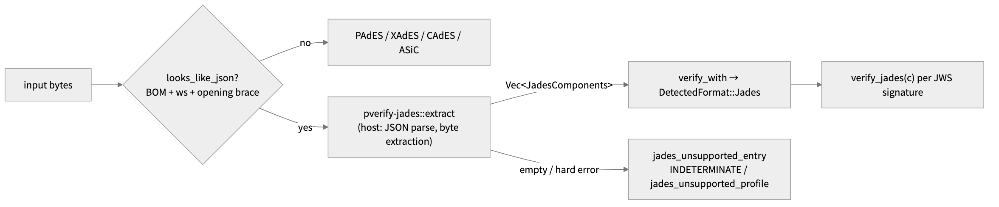 input bytes
looks_like_json?
BOM + ws + opening brace
no
yes
PAdES / XAdES / CAdES /
ASiC
pverify-jades::extract
(host: JSON parse, byte
extraction)
Vec<JadesComponents>
empty / hard error
verify_with →
DetectedFormat::Jades
jades_unsupported_entry
INDETERMINATE /
jades_unsupported_profile
verify_jades(c) per JWS
signature